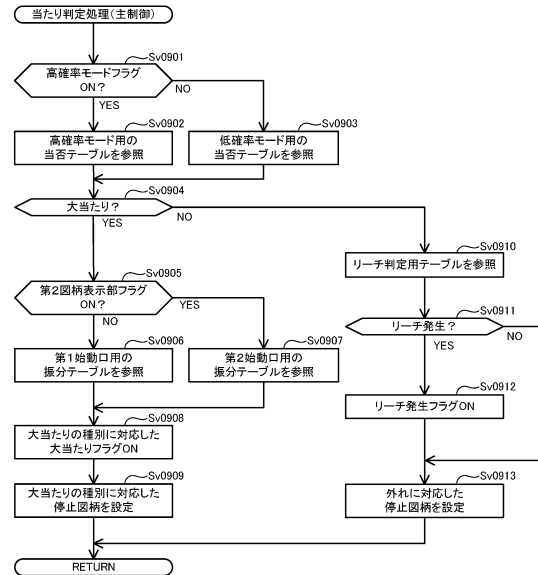 当たり判定処理(主制御)
Sv0901
高確率モードフラグ
ON?
NO
YES
Sv0902
高確率モード用の
当否テーブルを参照
Sv0903
低確率モード用の
当否テーブルを参照
Sv0904
大当たり?
NO
YES
Sv0905
第2図柄表示部フラグ
ON?
YES
NO
Sv0906
第1始動口用の
振分テーブルを参照
Sv0907
第2始動口用の
振分テーブルを参照
Sv0908
大当たりの種別に対応した
大当たりフラグON
Sv0909
大当たりの種別に対応した
停止図柄を設定
Sv0910
リーチ判定用テーブルを参照
Sv0911
リーチ発生?
NO
YES
Sv0912
リーチ発生フラグON
Sv0913
外れに対応した
停止図柄を設定
RETURN